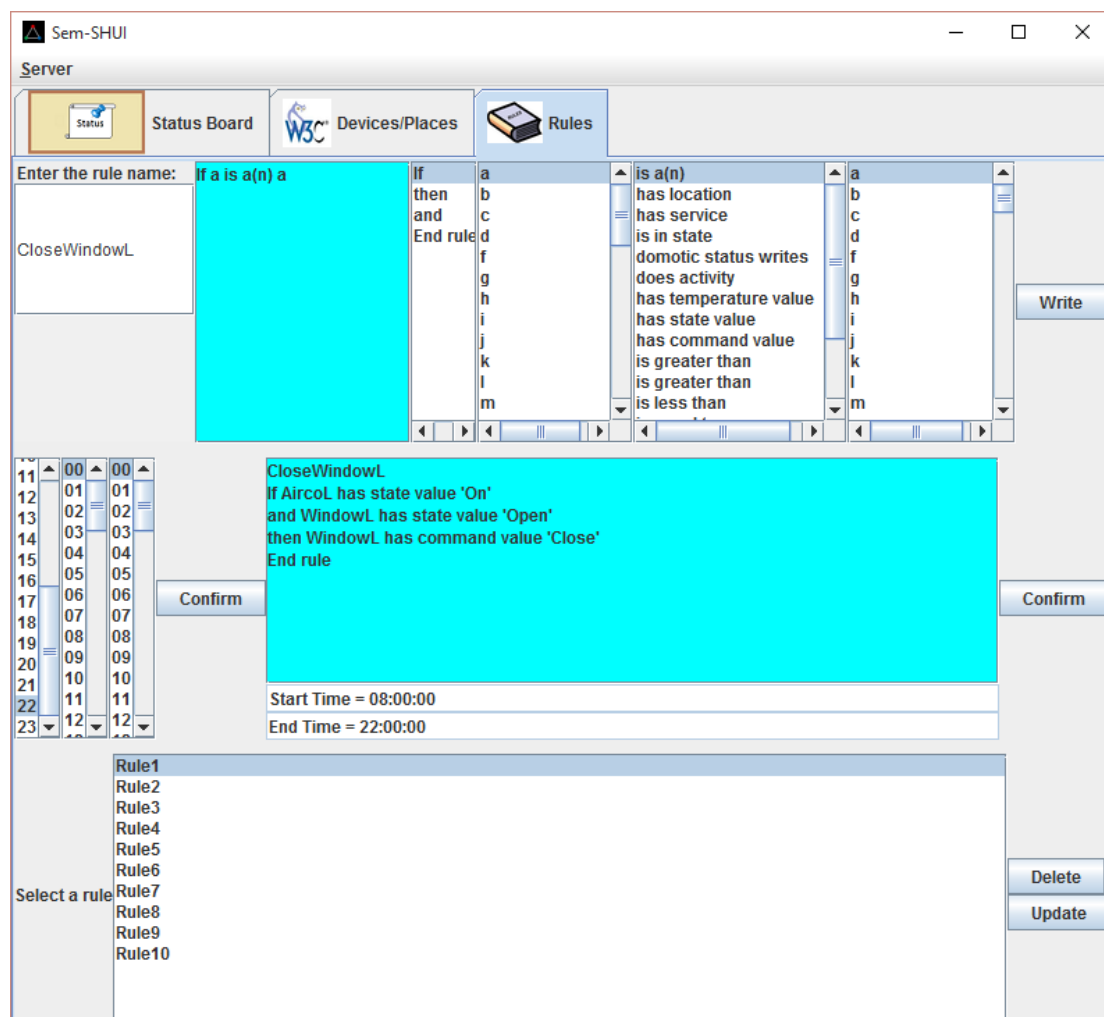 Sem-SHUI
Server
Status
Status Board
W3C
Devices/Places
RULES
Rules
Enter the rule name:
CloseWindowL
If a is a(n) a
If
then
and
End rule
a
b
c
d
f
g
h
i
j
k
l
m
is a(n)
has location
has service
is in state
domotic status writes
does activity
has temperature value
has state value
has command value
is greater than
is greater than
is less than
a
b
c
d
f
g
h
i
j
k
l
m
Write
11
12
13
14
15
16
17
18
19
20
21
22
23
00
01
02
03
04
05
06
07
08
09
10
11
12
00
01
02
03
04
05
06
07
08
09
10
11
12
Confirm
CloseWindowL
If AircoL has state value 'On'
and WindowL has state value 'Open'
then WindowL has command value 'Close'
End rule
Start Time = 08:00:00
End Time = 22:00:00
Confirm
Select a rule
Rule1
Rule2
Rule3
Rule4
Rule5
Rule6
Rule7
Rule8
Rule9
Rule10
Delete
Update